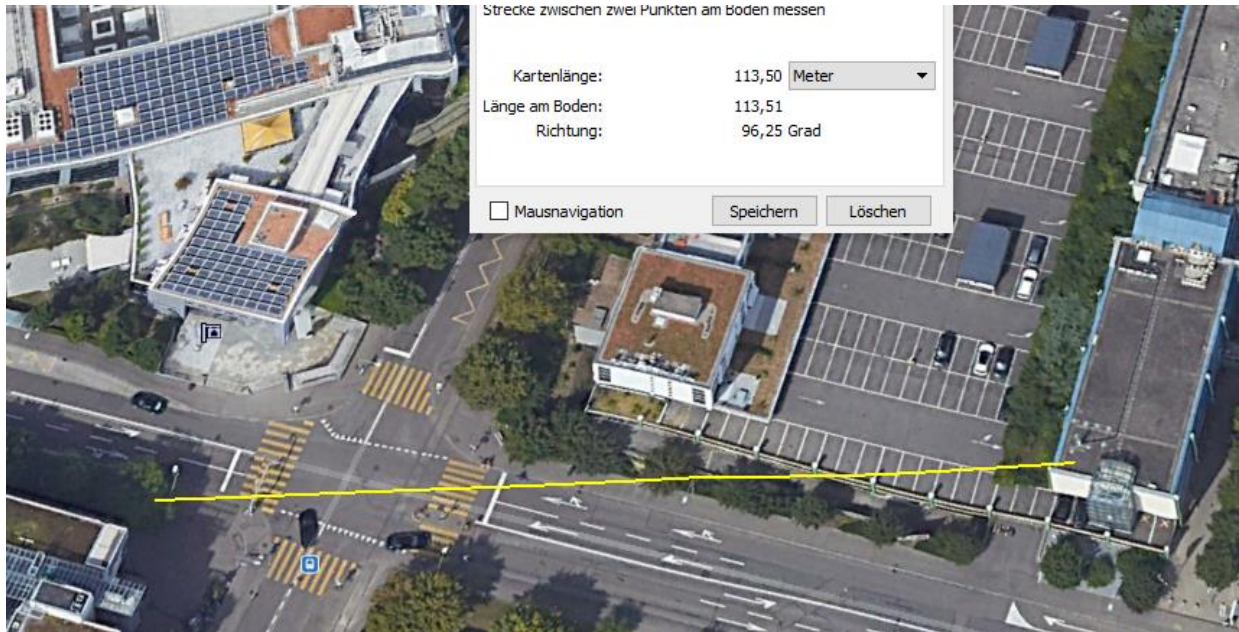 Strecke zwischen zwei Punkten am Boden messen
Kartenlänge: 113,50 Meter
Länge am Boden: 113,51
Richtung: 96,25 Grad
Mausnavigation Speichern Löschen